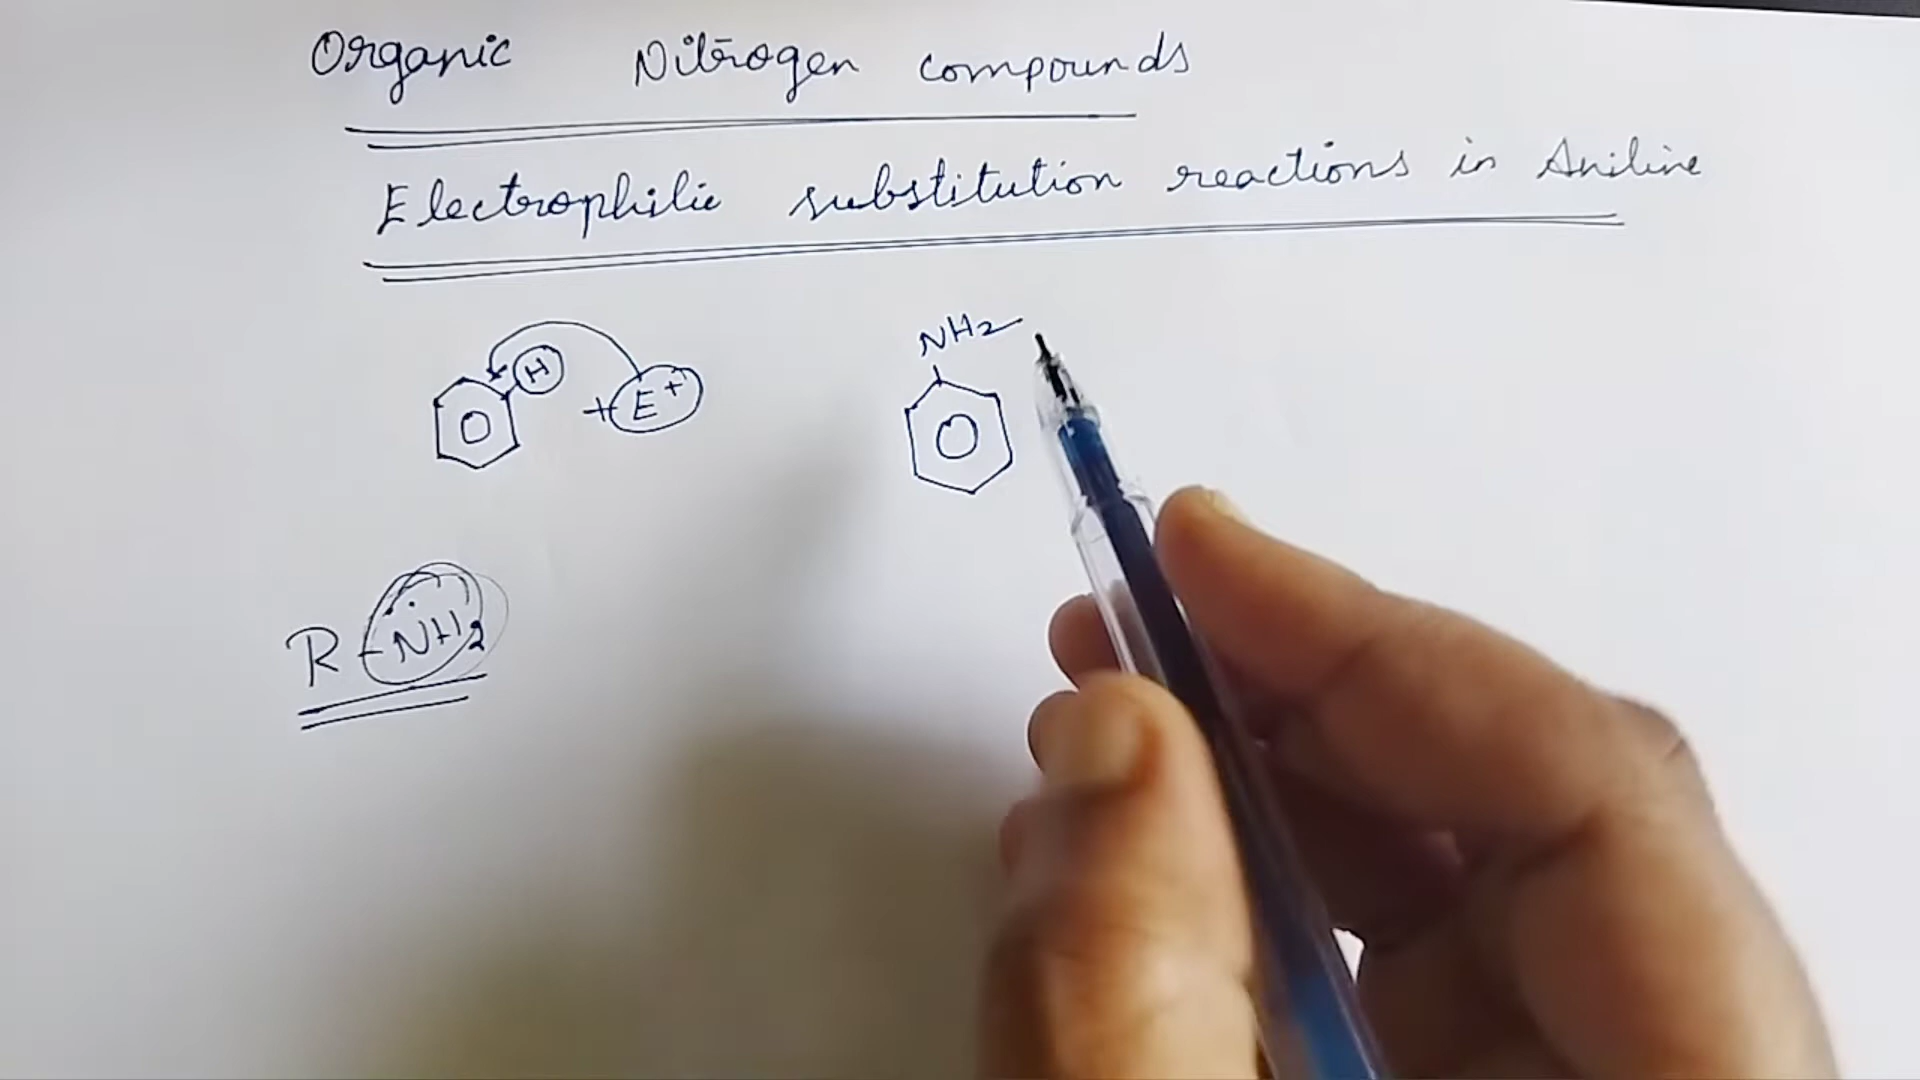 Organic Nitrogen compounds
Electrophilic substitution reactions in Aniline
H
+ E+
NH2
R-NH2